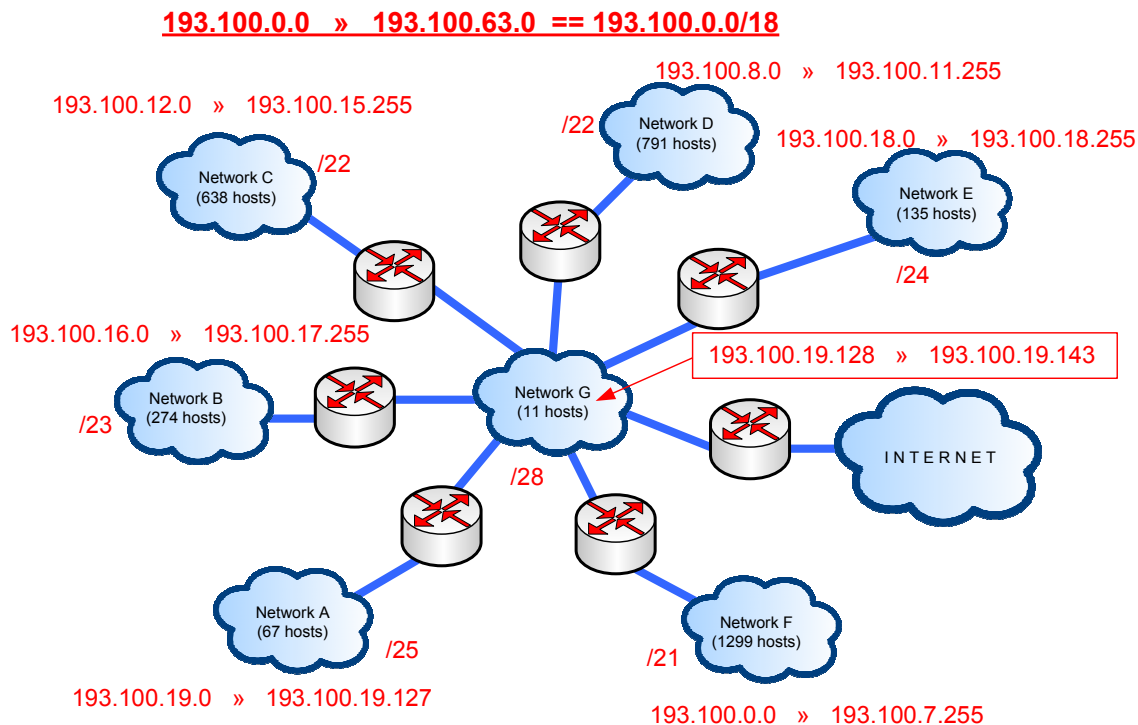 193.100.0.0 » 193.100.63.0 == 193.100.0.0/18
193.100.8.0 » 193.100.11.255
193.100.12.0 » 193.100.15.255
/22
Network D
(791 hosts)
193.100.18.0 » 193.100.18.255
/22
Network C
(638 hosts)
Network E
(135 hosts)
/24
193.100.16.0 » 193.100.17.255
193.100.19.128 » 193.100.19.143
Network B
(274 hosts)
/23
Network G
(11 hosts)
/28
INTERNET
Network A
(67 hosts)
/25
Network F
(1299 hosts)
/21
193.100.19.0 » 193.100.19.127
193.100.0.0 » 193.100.7.255